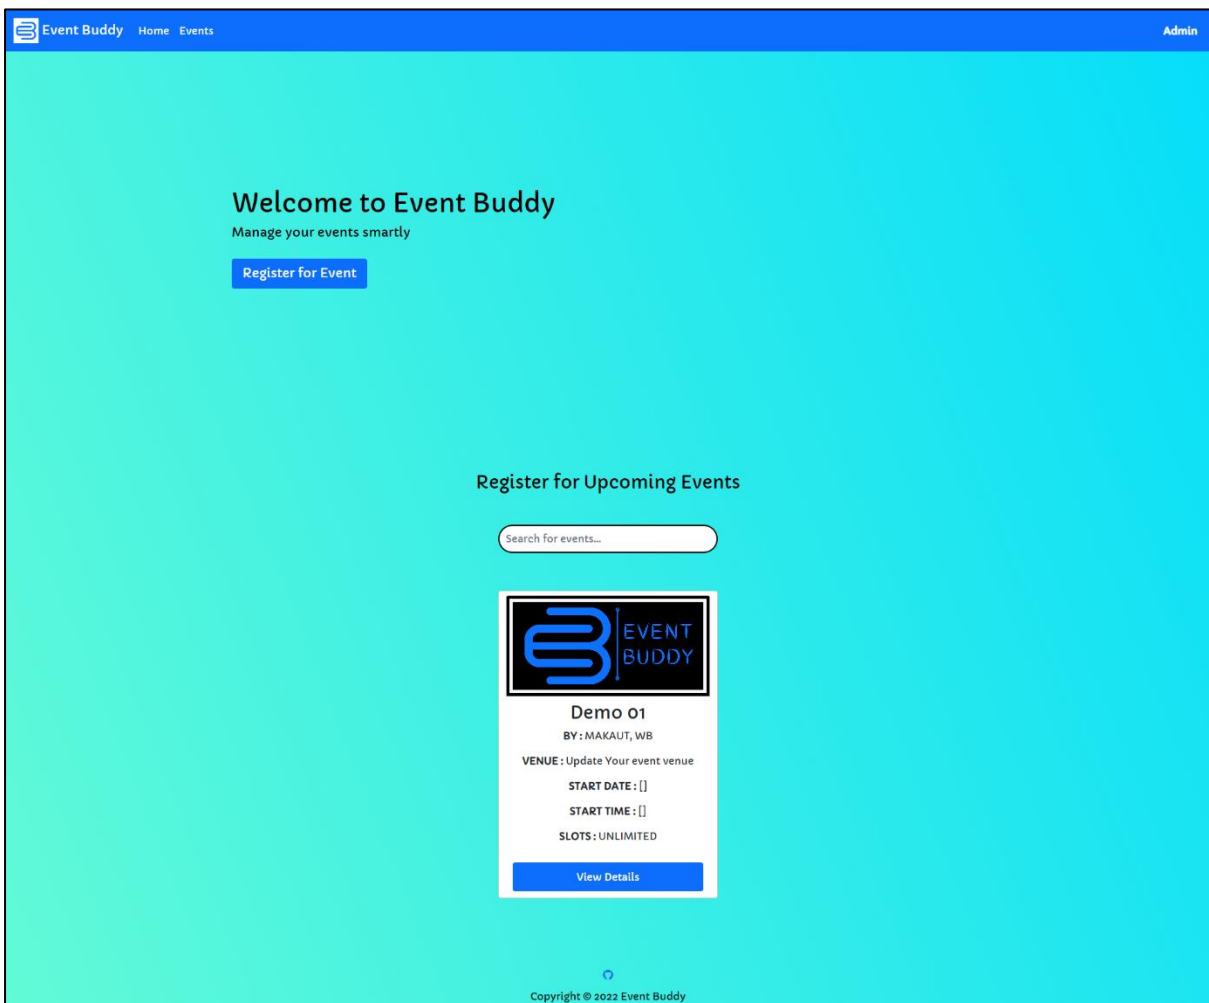 Event Buddy Home Events Admin
Welcome to Event Buddy
Manage your events smartly
Register for Event
Register for Upcoming Events
Search for events...
EVENT
BUDDY
Demo 01
BY : MAKAUT, WB
VENUE : Update Your event venue
START DATE : []
START TIME : []
SLOTS : UNLIMITED
View Details
Copyright © 2022 Event Buddy